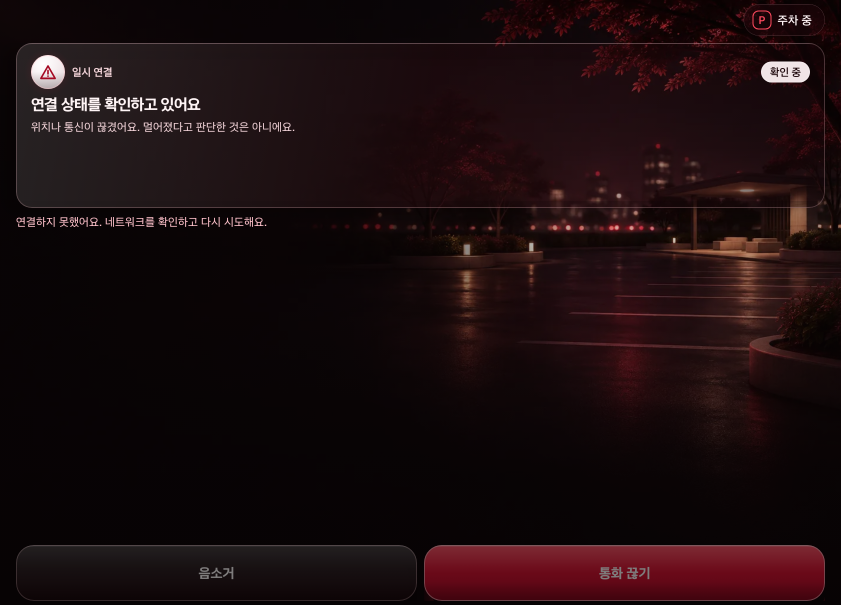 P 주차 중
일시 연결
확인 중
연결 상태를 확인하고 있어요
위치나 통신이 끊겼어요. 멀어졌다고 판단한 것은 아니에요.
연결하지 못했어요. 네트워크를 확인하고 다시 시도해요.
음소거
통화 끊기